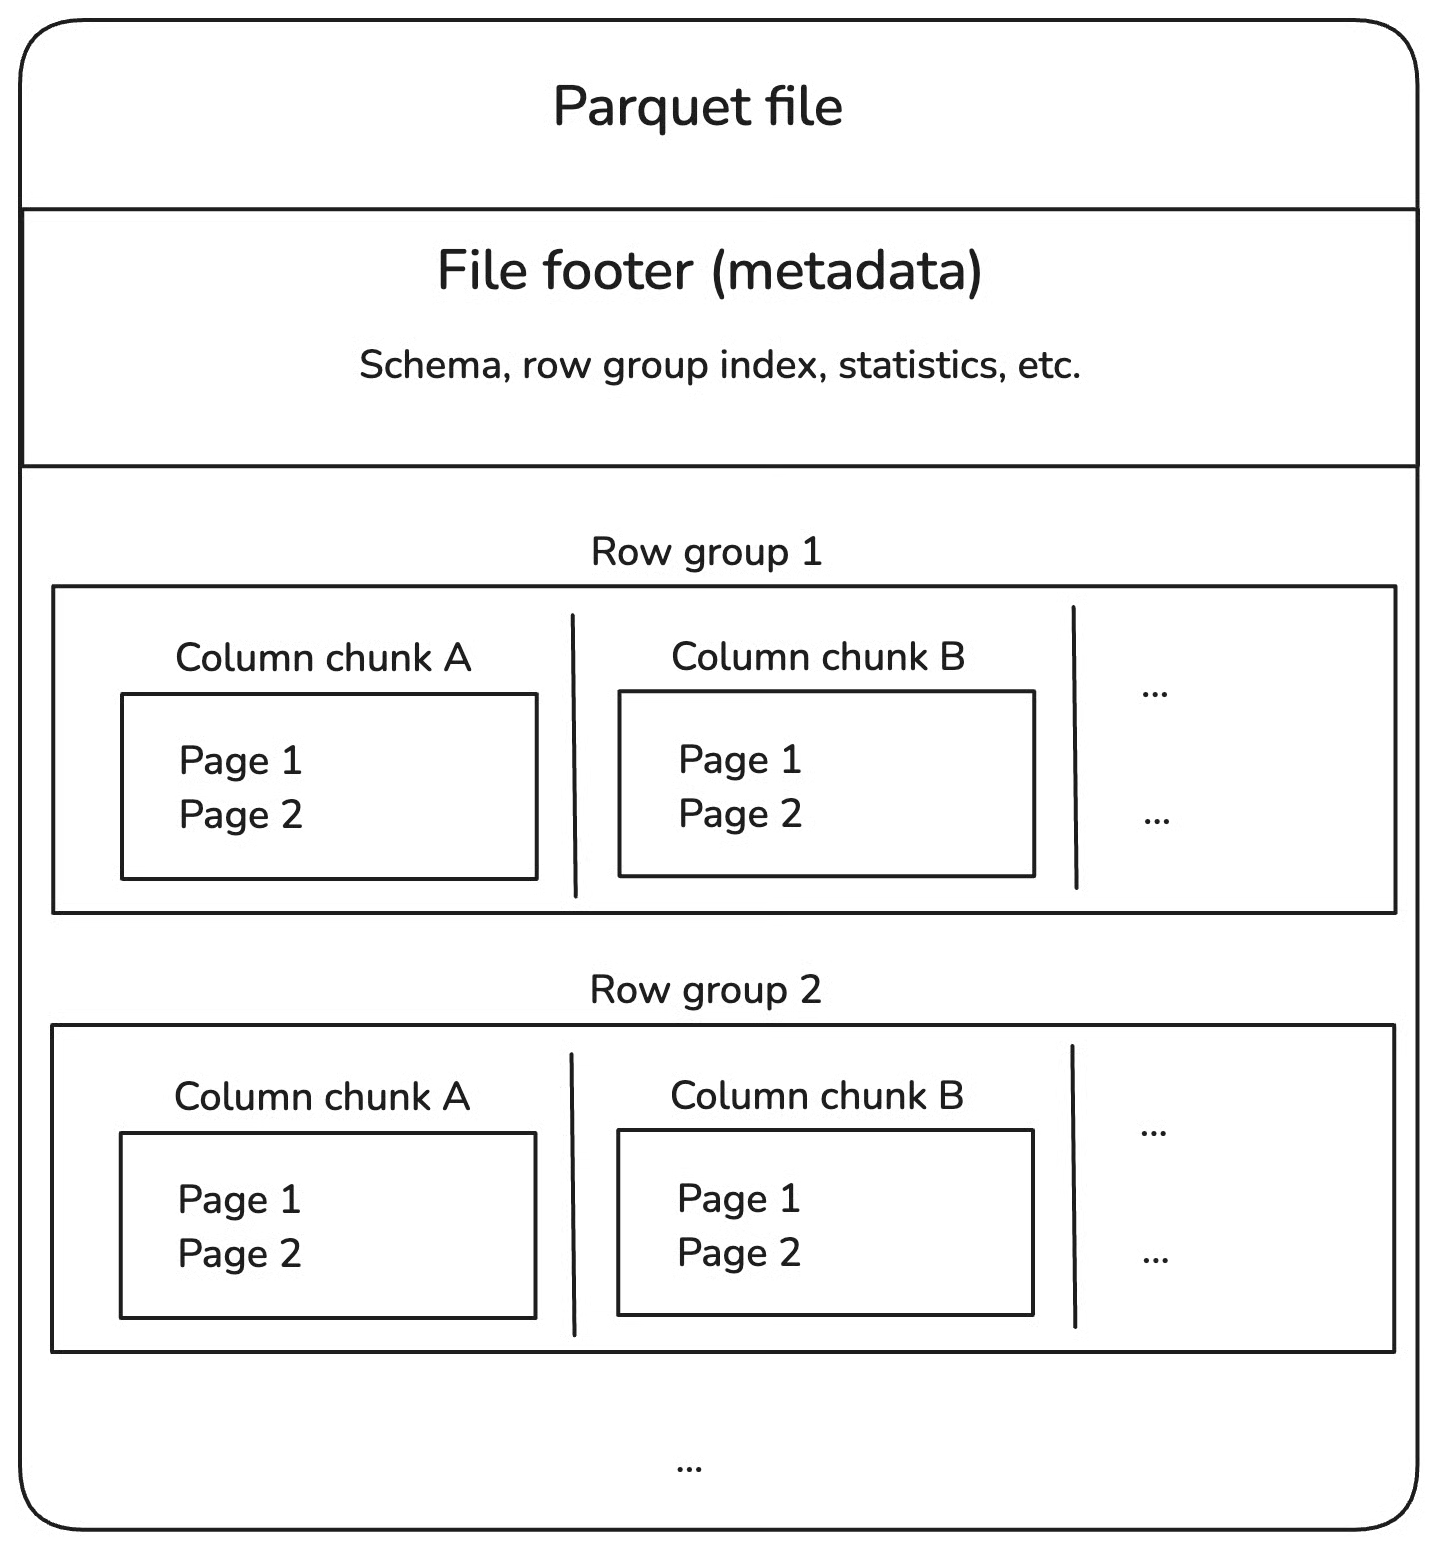 Parquet file
File footer (metadata)
Schema, row group index, statistics, etc.
Row group 1
Column chunk A
Page 1
Page 2
Column chunk B
Page 1
Page 2
...
...
Row group 2
Column chunk A
Page 1
Page 2
Column chunk B
Page 1
Page 2
...
...
...